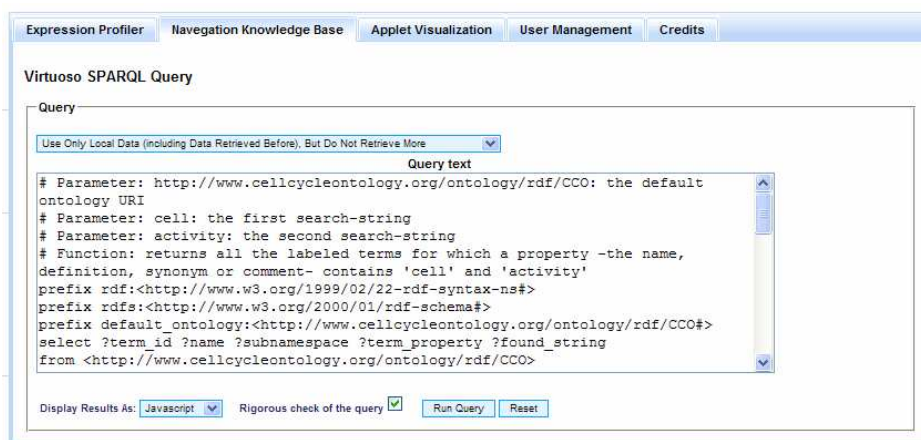 Expression Profiler Navegation Knowledge Base Applet Visualization User Management Credits
Virtuoso SPARQL Query
Query
Use Only Local Data (including Data Retrieved Before), But Do Not Retrieve More
Query text
# Parameter: http://www.cellcycleontology.org/ontology/rdf/CCO: the default
ontology URI
# Parameter: cell: the first search-string
# Parameter: activity: the second search-string
# Function: returns all the labeled terms for which a property -the name,
definition, synonym or comment- contains 'cell' and 'activity'
prefix rdf:<http://www.w3.org/1999/02/22-rdf-syntax-ns#>
prefix rdfs:<http://www.w3.org/2000/01/rdf-schema#>
prefix default_ontology:<http://www.cellcycleontology.org/ontology/rdf/CCO#>
select ?term_id ?name ?subnamespace ?term_property ?found_string
from <http://www.cellcycleontology.org/ontology/rdf/CCO>
Display Results As: Javascript Rigorous check of the query Run Query Reset